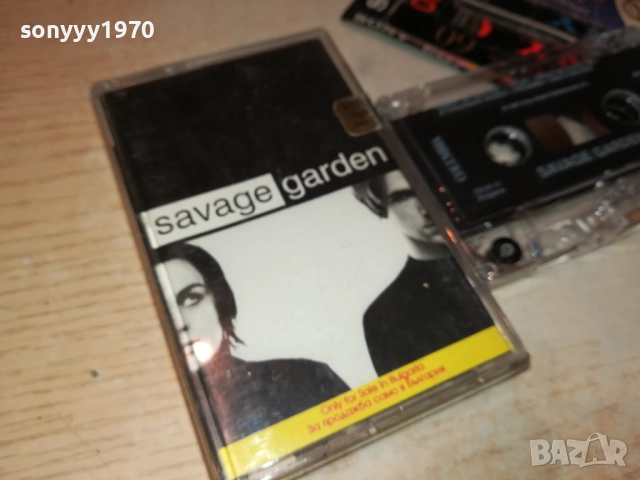 sonyyy1970
savage garden
Only for Sale in Bulgaria
За продажба само в България
SAVAGE GARDEN
BAZAR